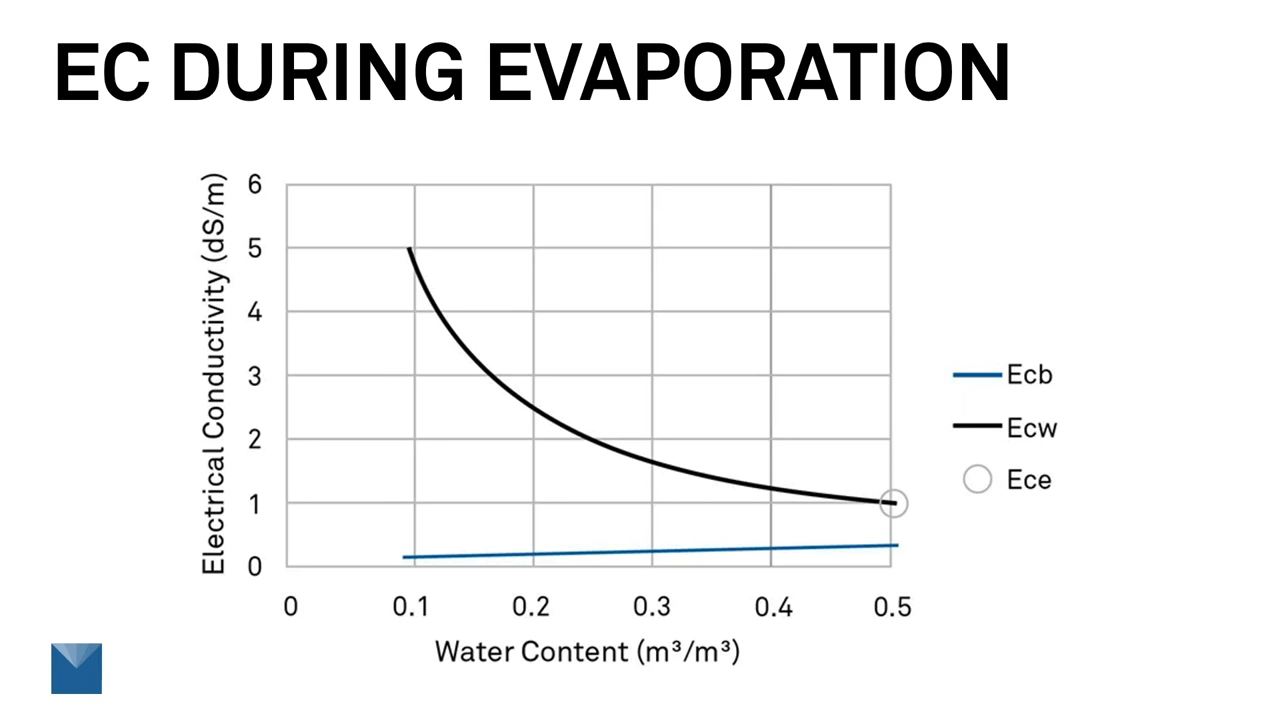 EC DURING EVAPORATION
Electrical Conductivity (dS/m)
6
5
4
3
2
1
0
0 0.1 0.2 0.3 0.4 0.5
Water Content (m³/m³)
Ecb
Ecw
Ece